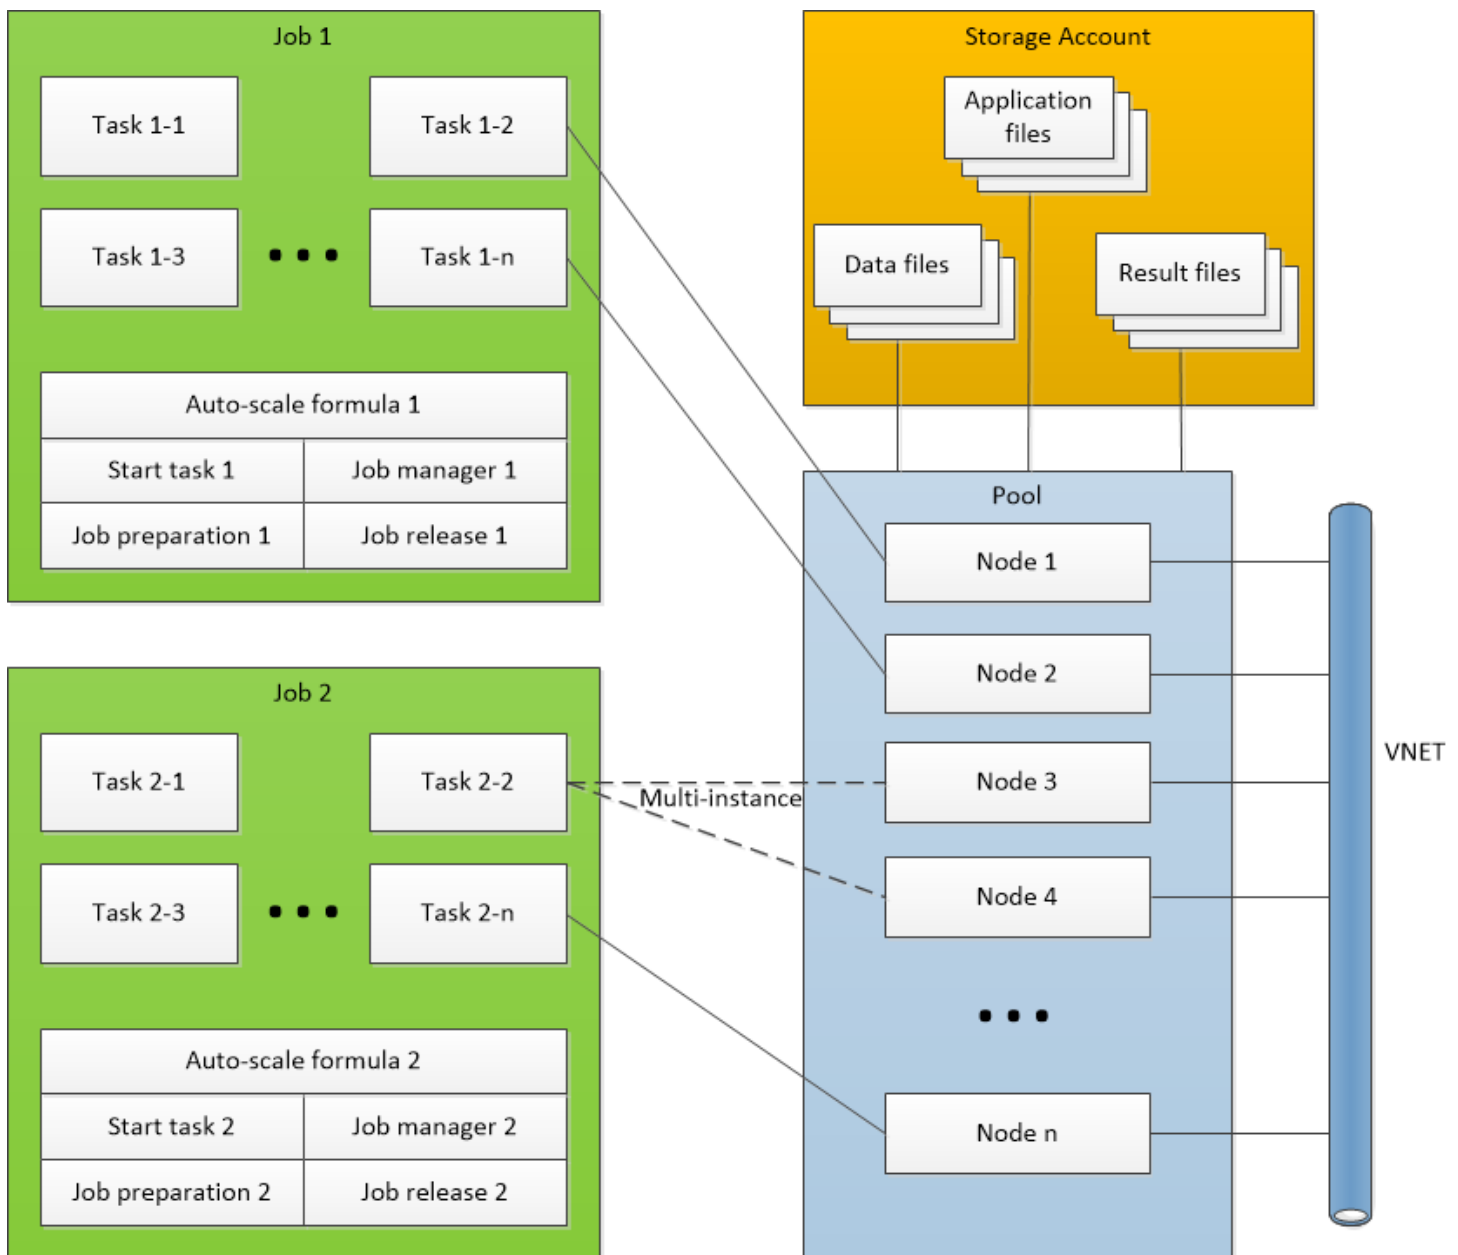 Job 1
Task 1-1
Task 1-2
Task 1-3
Task 1-n
Auto-scale formula 1
Start task 1
Job manager 1
Job preparation 1
Job release 1
Job 2
Task 2-1
Task 2-2
Task 2-3
Task 2-n
Auto-scale formula 2
Start task 2
Job manager 2
Job preparation 2
Job release 2
Multi-instance
Storage Account
Application
files
Data files
Result files
Pool
Node 1
Node 2
Node 3
Node 4
Node n
VNET